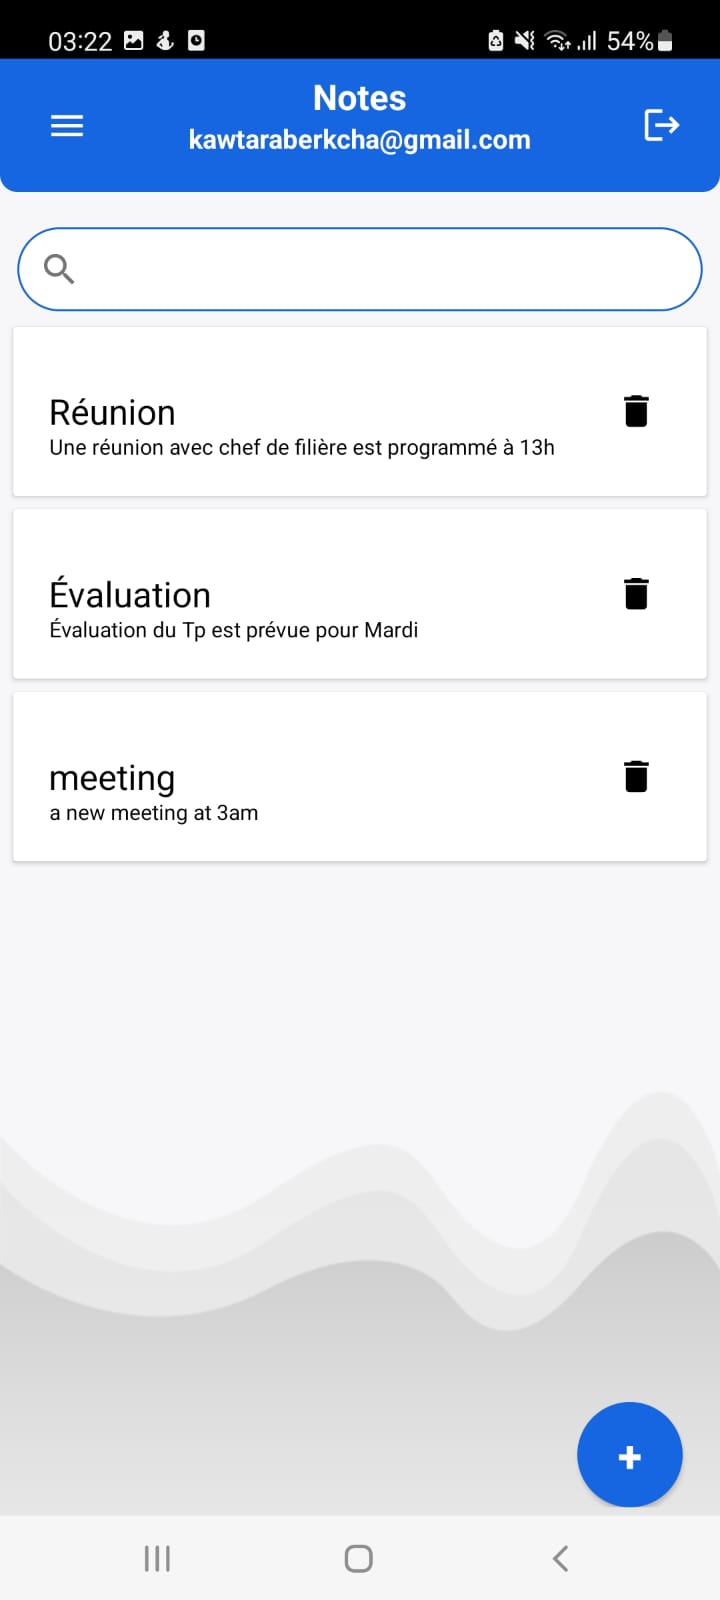 03:22 54%
Notes
kawtaraberkcha@gmail.com
Réunion
Une réunion avec chef de filière est programmé à 13h
Évaluation
Évaluation du Tp est prévue pour Mardi
meeting
a new meeting at 3am
+